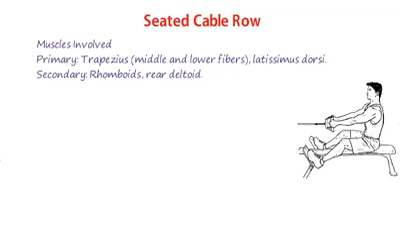 Seated Cable Row
Muscles Involved
Primary: Trapezius (middle and lower fibers), latissimus dorsi.
Secondary: Rhomboids, rear deltoid.